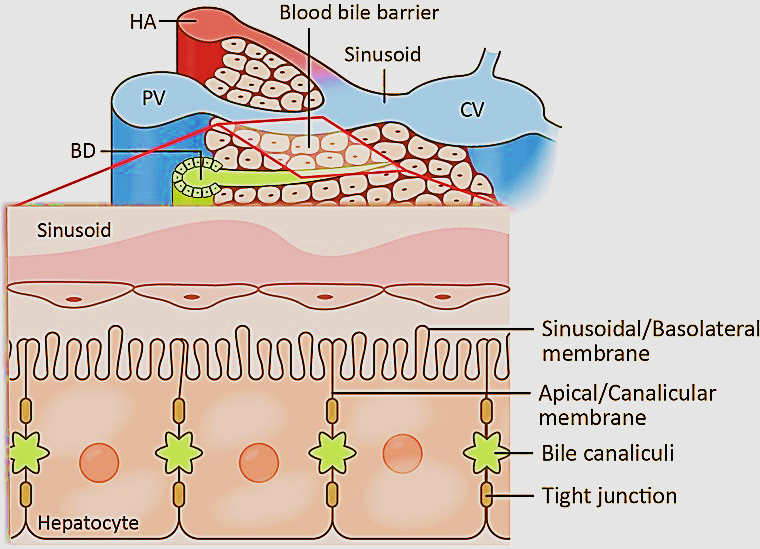 HA
Blood bile barrier
Sinusoid
PV
CV
BD
Sinusoid
Sinusoidal/Basolateral
membrane
Apical/Canalicular
membrane
Bile canaliculi
Tight junction
Hepatocyte